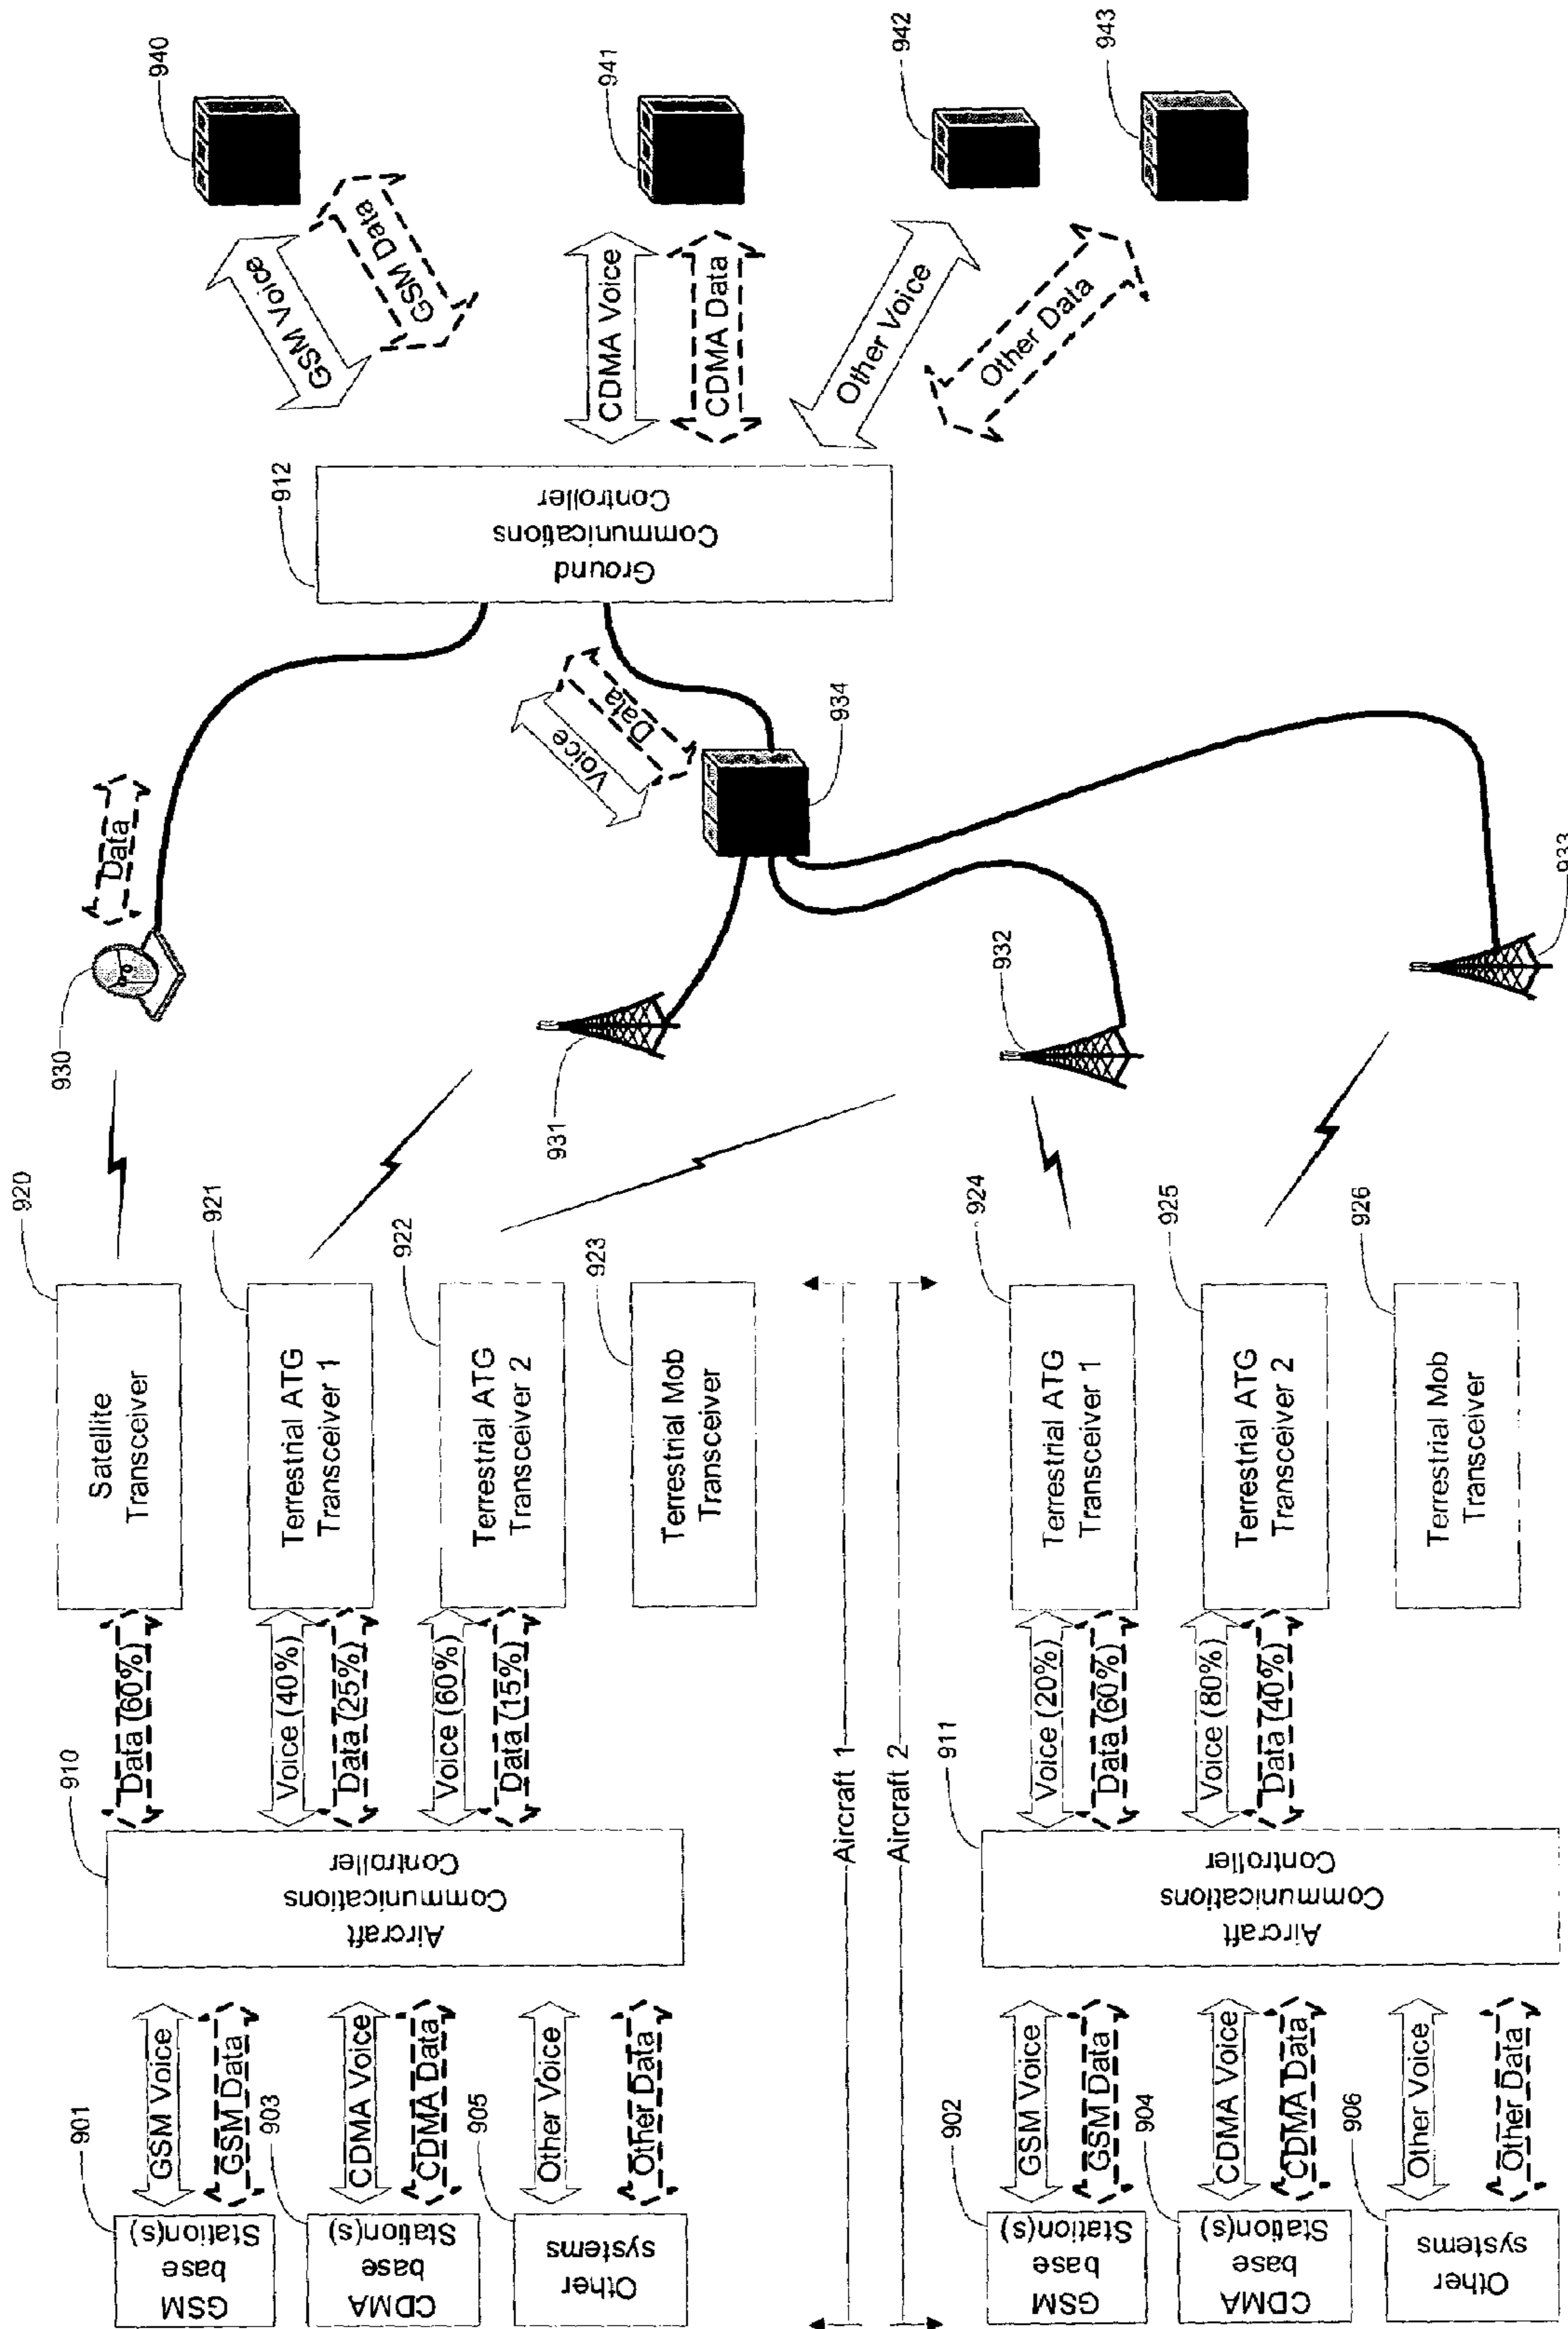 940
941
942
943
GSM Voice
GSM Data
CDMA Voice
CDMA Data
Other Voice
Other Data
912
Ground
Communications
Controller
Data
930
Voice
Data
934
931
932
933
920
Satellite
Transceiver
921
Terrestrial ATG
Transceiver 1
922
Terrestrial ATG
Transceiver 2
923
Terrestrial Mob
Transceiver
924
Terrestrial ATG
Transceiver 1
925
Terrestrial ATG
Transceiver 2
926
Terrestrial Mob
Transceiver
Data (60%)
Voice (40%)
Data (25%)
Voice (60%)
Data (15%)
Aircraft 1
Aircraft 2
Voice (20%)
Data (60%)
Voice (80%)
Data (40%)
910
Aircraft
Communications
Controller
911
Aircraft
Communications
Controller
GSM Voice
GSM Data
CDMA Voice
CDMA Data
Other Voice
Other Data
GSM Voice
GSM Data
CDMA Voice
CDMA Data
Other Voice
Other Data
901
GSM
base
Station(s)
903
CDMA
base
Station(s)
905
Other
systems
902
GSM
base
Station(s)
904
CDMA
base
Station(s)
906
Other
systems